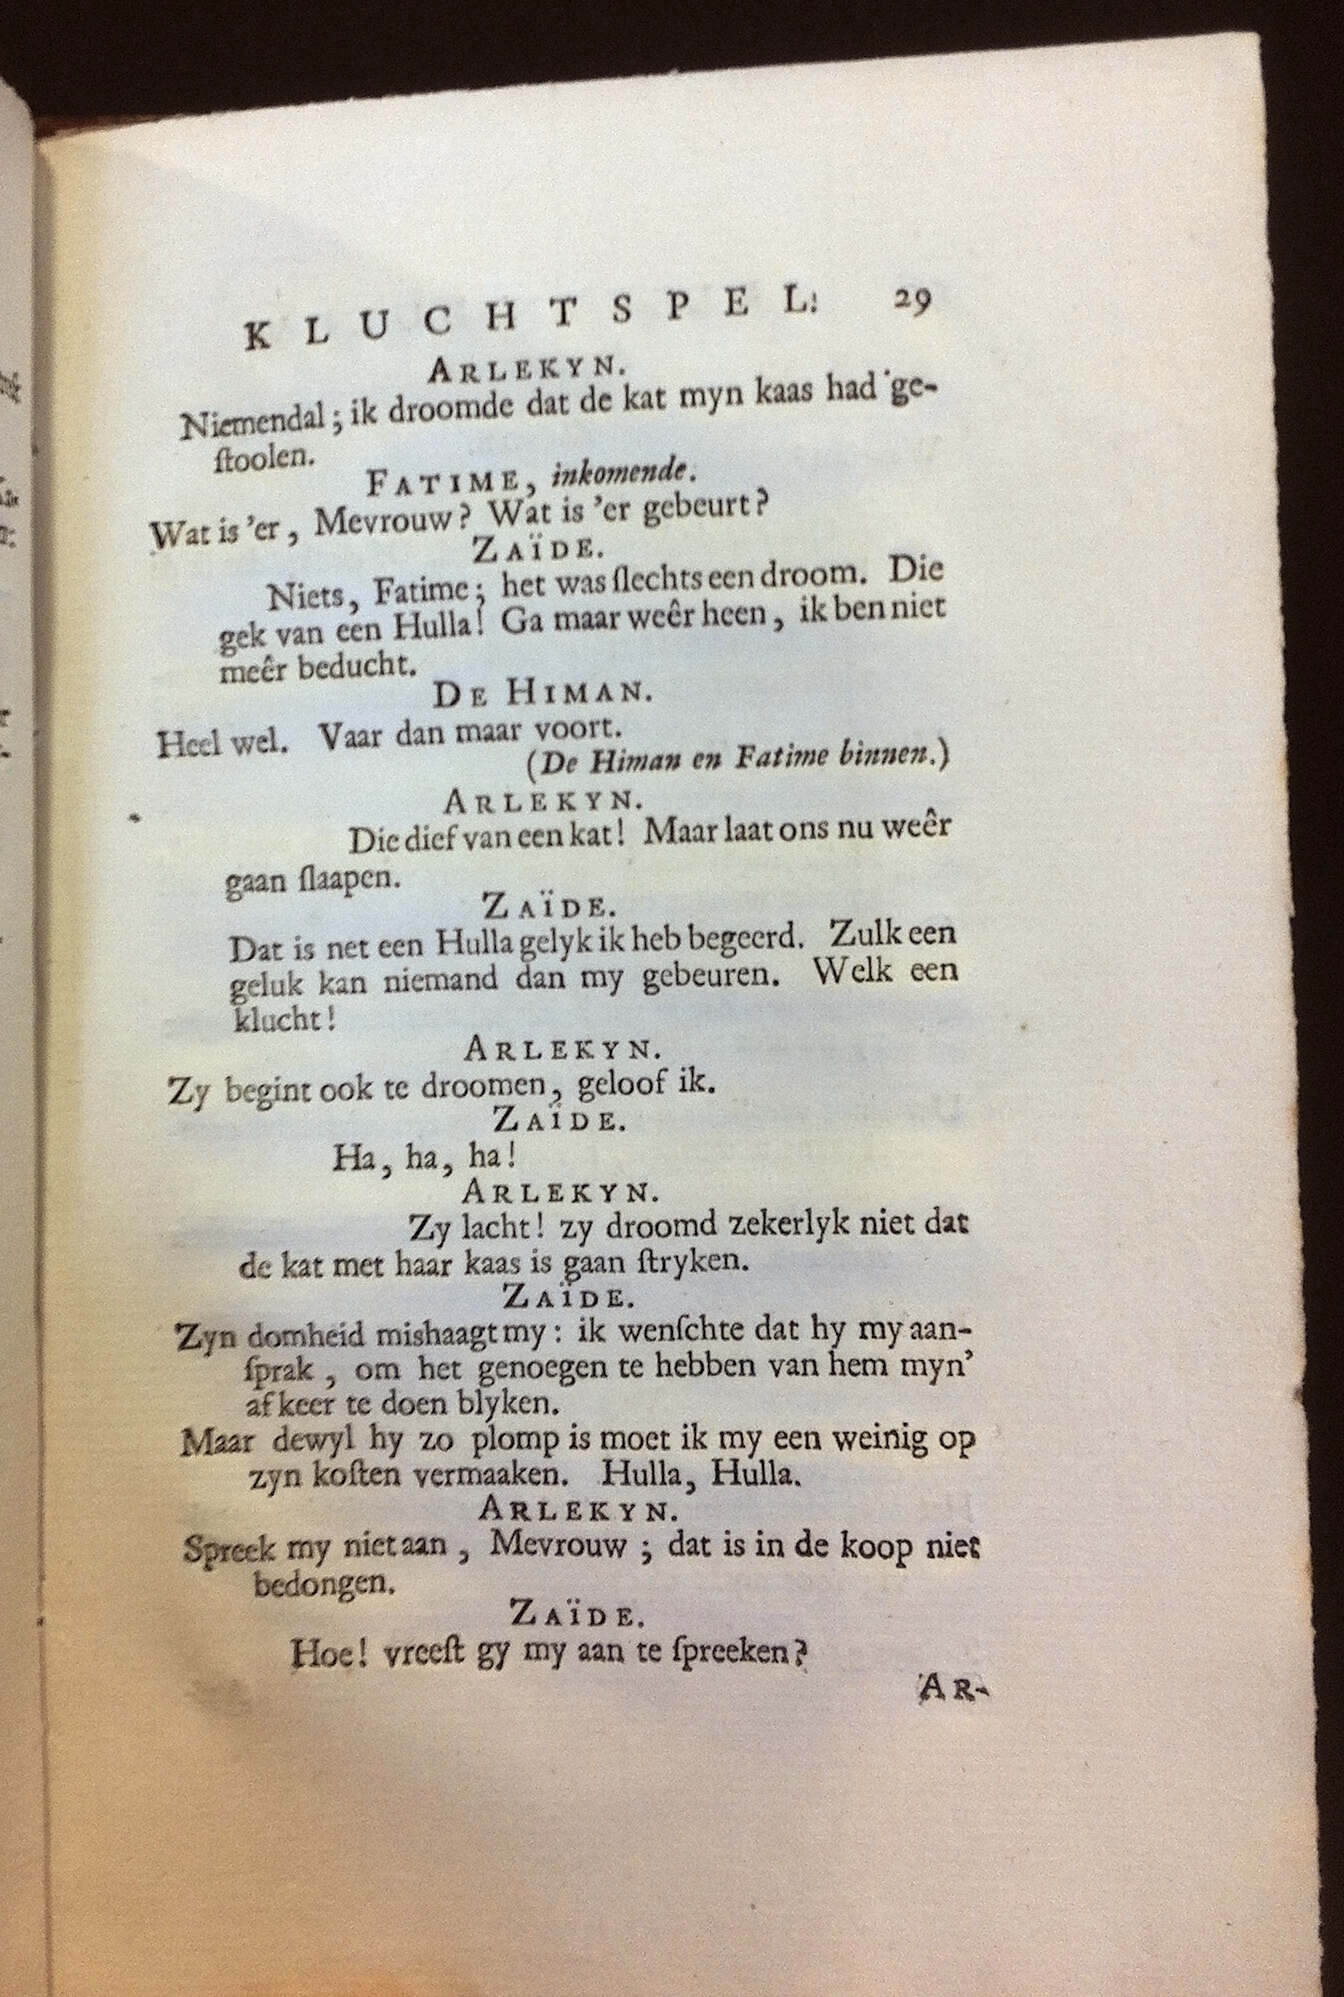 KLUCHTSPEL. 29
ARLEKYN.
Niemendal; ik droomde dat de kat myn kaas had ge-
ſtoolen.
FATIME, inkomende.
Wat is 'er, Mevrouw? Wat is 'er gebeurt?
ZAÏDE.
Niets, Fatime; het was ſlechts een droom. Die
gek van een Hulla! Ga maar weêr heen, ik ben niet
meêr beducht.
DE HIMAN.
Heel wel. Vaar dan maar voort.
(De Himan en Fatime binnen.)
ARLEKYN.
Die dief van een kat! Maar laat ons nu weêr
gaan ſlaapen.
ZAÏDE.
Dat is net een Hulla gelyk ik heb begeerd. Zulk een
geluk kan niemand dan my gebeuren. Welk een
klucht!
ARLEKYN.
Zy begint ook te droomen, geloof ik.
ZAÏDE.
Ha, ha, ha!
ARLEKYN.
Zy lacht! zy droomd zekerlyk niet dat
de kat met haar kaas is gaan ſtryken.
ZAÏDE.
Zyn domheid mishaagt my: ik wenſchte dat hy my aan-
ſprak, om het genoegen te hebben van hem myn'
afkeer te doen blyken.
Maar dewyl hy zo plomp is moet ik my een weinig op
zyn koſten vermaaken. Hulla, Hulla.
ARLEKYN.
Spreek my niet aan, Mevrouw; dat is in de koop niet
bedongen.
ZAÏDE.
Hoe! vreeſt gy my aan te ſpreeken?
AR-